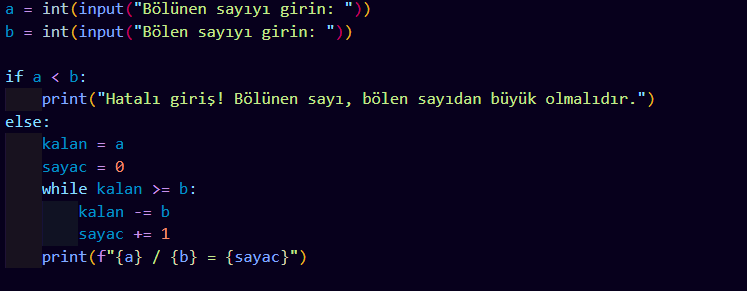 a = int(input("Bölünen sayıyı girin: "))
b = int(input("Bölen sayıyı girin: "))
if a < b:
    print("Hatalı giriş! Bölünen sayı, bölen sayıdan büyük olmalıdır.")
else:
    kalan = a
    sayac = 0
    while kalan >= b:
        kalan -= b
        sayac += 1
    print(f"{a} / {b} = {sayac}")